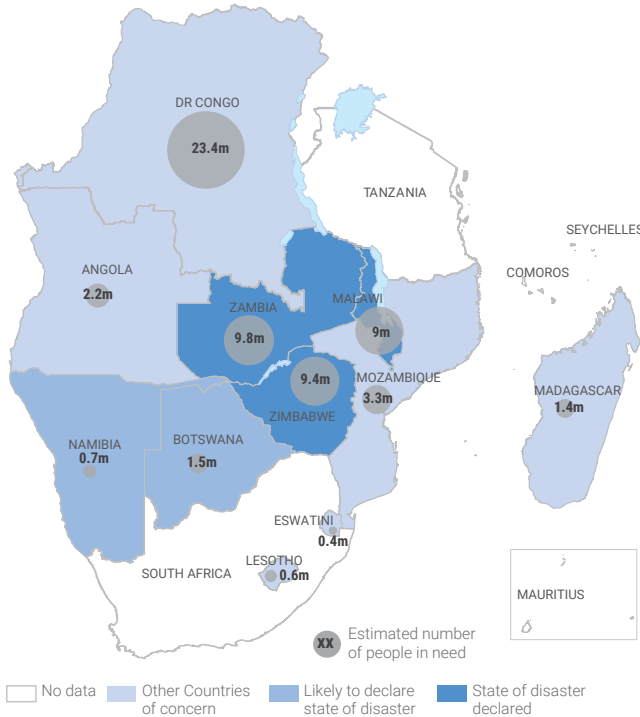 DR CONGO
23.4m
TANZANIA
SEYCHELLES
ANGOLA
2.2m
COMOROS
ZAMBIA
9.8m
MALAWI
9m
9.4m
ZIMBABWE
MOZAMBIQUE
3.3m
MADAGASCAR
1.4m
NAMIBIA
0.7m
BOTSWANA
1.5m
ESWATINI
0.4m
LESOTHO
0.6m
SOUTH AFRICA
MAURITIUS
XX
Estimated number
of people in need
No data
Other Countries
of concern
Likely to declare
state of disaster
State of disaster
declared